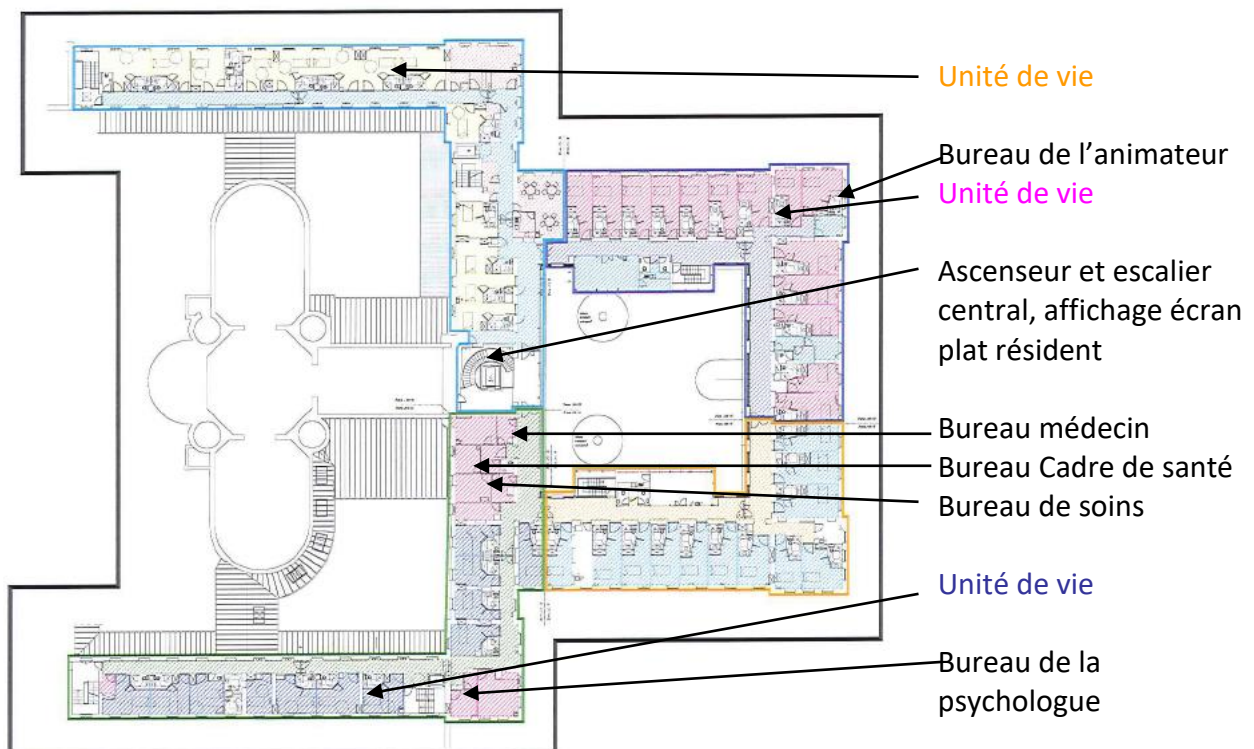 Unité de vie
Bureau de l’animateur
Unité de vie
Ascenseur et escalier
central, affichage écran
plat résident
Bureau médecin
Bureau Cadre de santé
Bureau de soins
Unité de vie
Bureau de la
psychologue